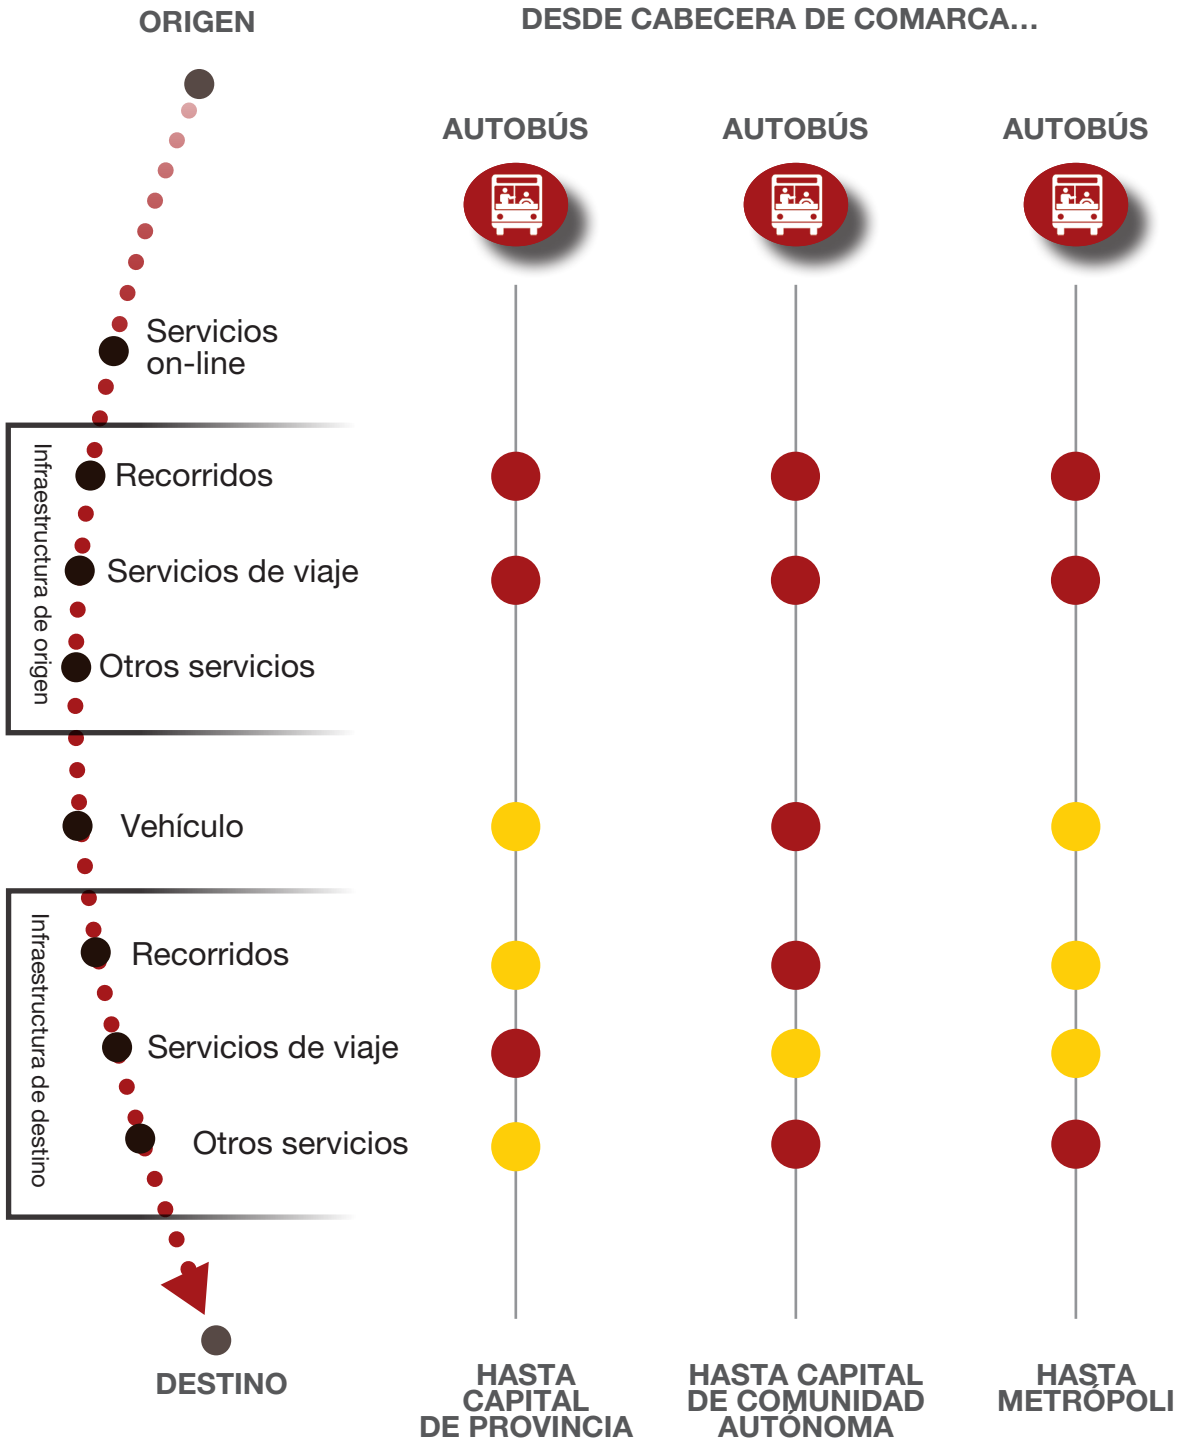 ORIGEN
DESDE CABECERA DE COMARCA...
AUTOBÚS
AUTOBÚS
AUTOBÚS
Servicios
on-line
Infraestructura de origen
Recorridos
Servicios de viaje
Otros servicios
Vehículo
Infraestructura de destino
Recorridos
Servicios de viaje
Otros servicios
DESTINO
HASTA
CAPITAL
DE PROVINCIA
HASTA CAPITAL
DE COMUNIDAD
AUTÓNOMA
HASTA
METRÓPOLI